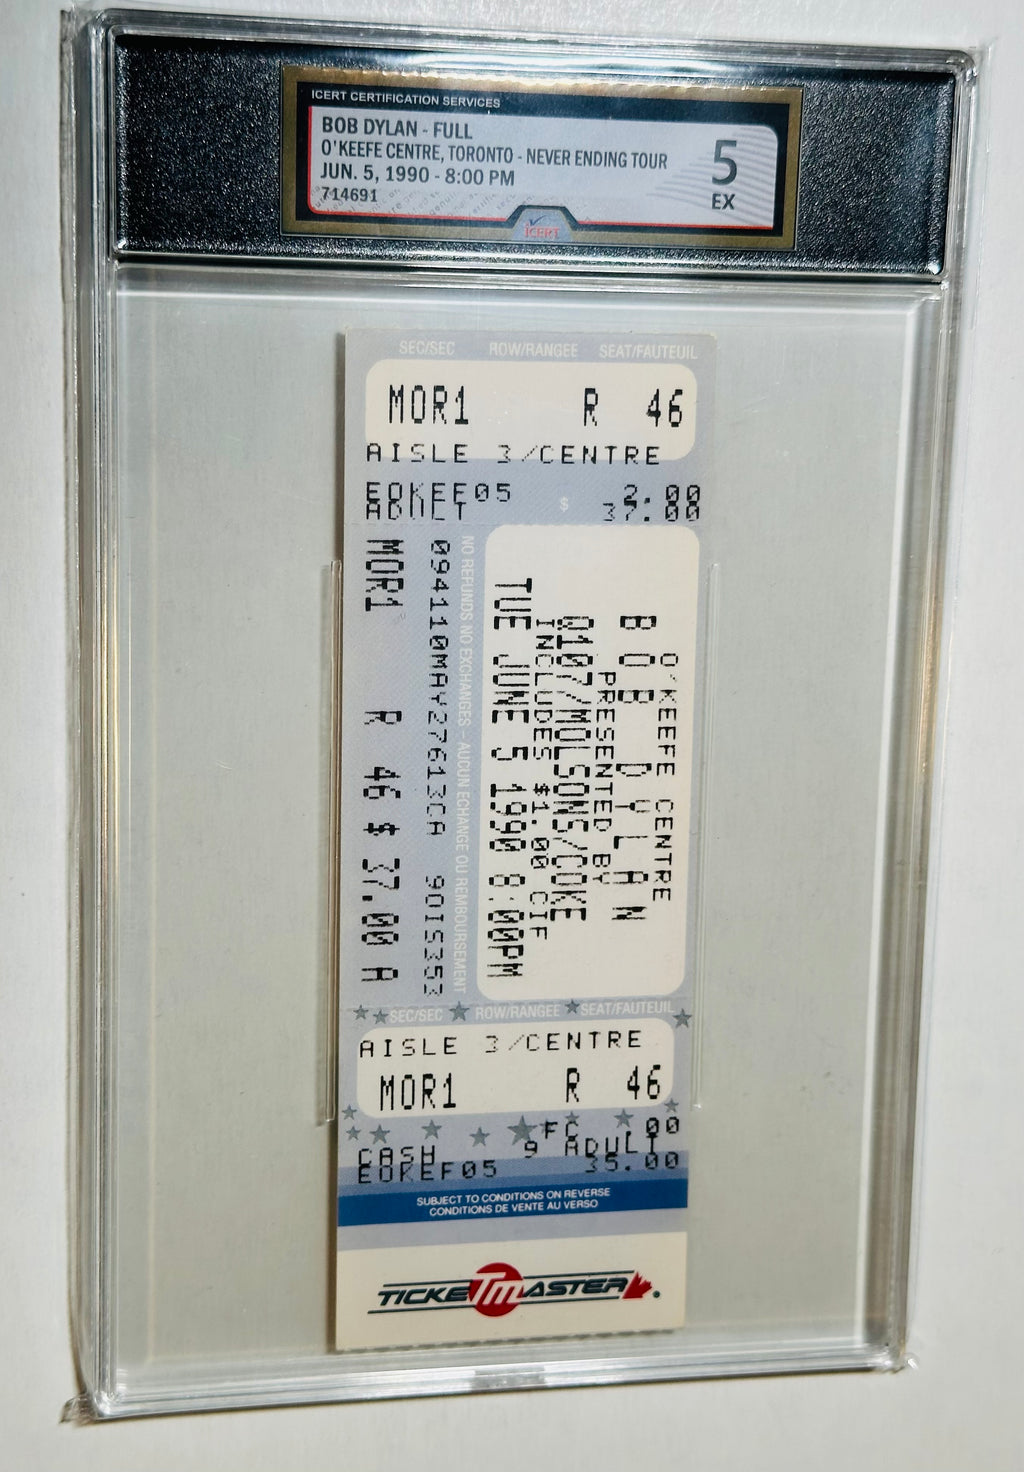 ICERT CERTIFICATION SERVICES
BOB DYLAN - FULL
O'KEEFE CENTRE, TORONTO - NEVER ENDING TOUR
JUN. 5, 1990 - 8:00 PM
714691
5
EX
ICERT
SEC/SEC ROW/RANGEE SEAT/FAUTEUIL
MOR1 R 46
AISLE 3/CENTRE
EOKEF05 2.00
ADULT $ 37.00
O'KEEFE CENTRE
BOB DYLAN
PRESENTED BY
Q107/MOLSONS/COKE
INCLUDES $1.00 CIF
TUE JUNE 5 1990 8:00PM
NO REFUNDS NO EXCHANGES - AUCUN ECHANGE OU REMBOURSEMENT
094110MAY27613CA 90IS353
MOR1 R 46 $ 37.00 A
SEC/SEC ROW/RANGEE SEAT/FAUTEUIL
AISLE 3/CENTRE
MOR1 R 46
FC .00
CASH 9 ADULT
EOKEF05 35.00
SUBJECT TO CONDITIONS ON REVERSE
CONDITIONS DE VENTE AU VERSO
TICKETMASTER